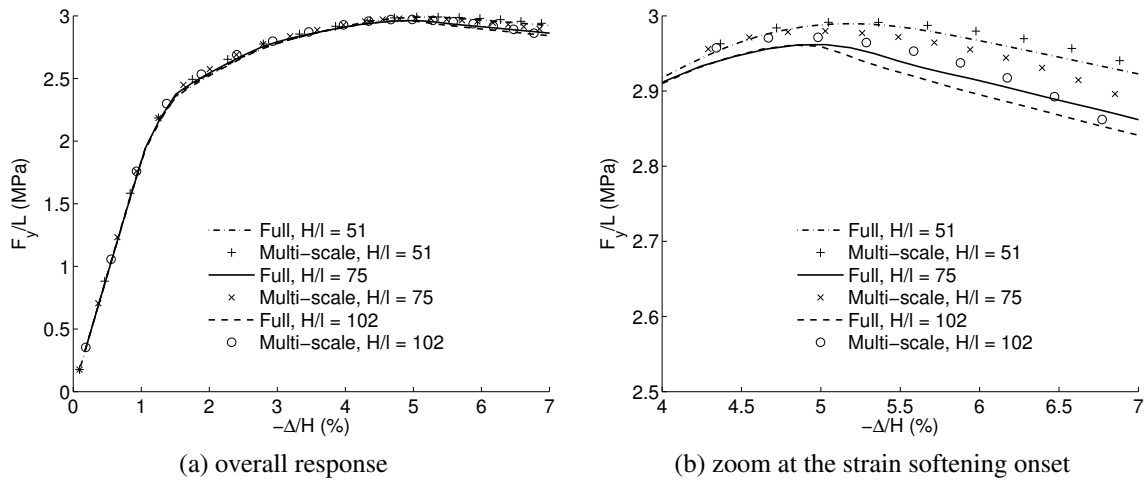 3
2.5
2
1.5
1
0.5
0
F_y/L (MPa)
Full, H/l = 51
Multi−scale, H/l = 51
Full, H/l = 75
Multi−scale, H/l = 75
Full, H/l = 102
Multi−scale, H/l = 102
0 1 2 3 4 5 6 7
−Δ/H (%)
(a) overall response
3
2.9
2.8
2.7
2.6
2.5
F_y/L (MPa)
Full, H/l = 51
Multi−scale, H/l = 51
Full, H/l = 75
Multi−scale, H/l = 75
Full, H/l = 102
Multi−scale, H/l = 102
4 4.5 5 5.5 6 6.5 7
−Δ/H (%)
(b) zoom at the strain softening onset